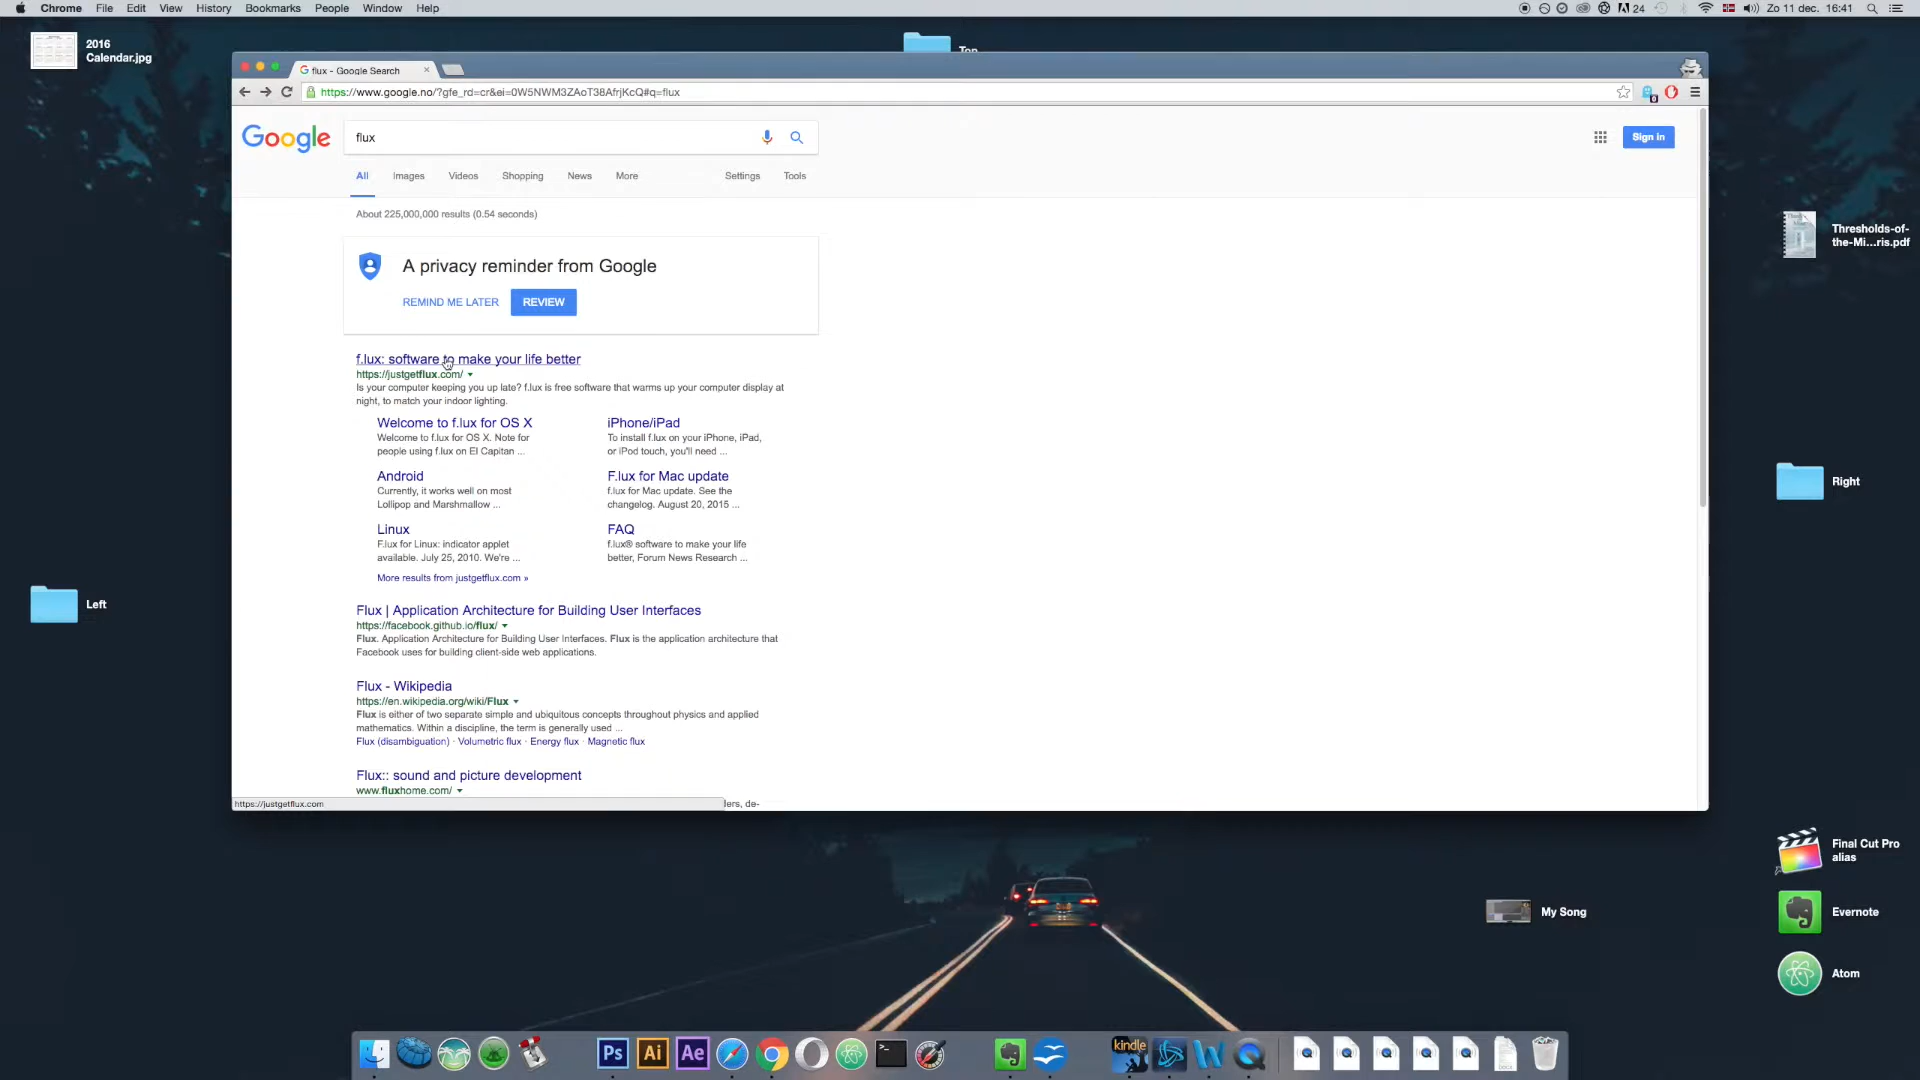 Chrome File Edit View History Bookmarks People Window Help
24 Zo 11 dec. 16:41
2016
Calendar.jpg
flux - Google Search
https://www.google.no/?gfe_rd=cr&ei=0W5NWM3ZAoT38AfrjKcQ#q=flux
Google
flux
Sign in
All Images Videos Shopping News More Settings Tools
About 225,000,000 results (0.54 seconds)
A privacy reminder from Google
REMIND ME LATER REVIEW
f.lux: software to make your life better
https://justgetflux.com/
Is your computer keeping you up late? f.lux is free software that warms up your computer display at
night, to match your indoor lighting.
Welcome to f.lux for OS X
Welcome to f.lux for OS X. Note for
people using f.lux on El Capitan ...
iPhone/iPad
To install f.lux on your iPhone, iPad,
or iPod touch, you'll need ...
Android
Currently, it works well on most
Lollipop and Marshmallow ...
F.lux for Mac update
f.lux for Mac update. See the
changelog. August 20, 2015 ...
Linux
F.lux for Linux: indicator applet
available. July 25, 2010. We're ...
FAQ
f.lux® software to make your life
better, Forum News Research ...
More results from justgetflux.com »
Flux | Application Architecture for Building User Interfaces
https://facebook.github.io/flux/
Flux. Application Architecture for Building User Interfaces. Flux is the application architecture that
Facebook uses for building client-side web applications.
Flux - Wikipedia
https://en.wikipedia.org/wiki/Flux
Flux is either of two separate simple and ubiquitous concepts throughout physics and applied
mathematics. Within a discipline, the term is generally used ...
Flux (disambiguation) · Volumetric flux · Energy flux · Magnetic flux
Flux:: sound and picture development
www.fluxhome.com/
https://justgetflux.com
lers, de-
Thresholds-of-
the-Mi...ris.pdf
Right
Left
Final Cut Pro
alias
My Song
Evernote
Atom
Ps Ai Ae kindle